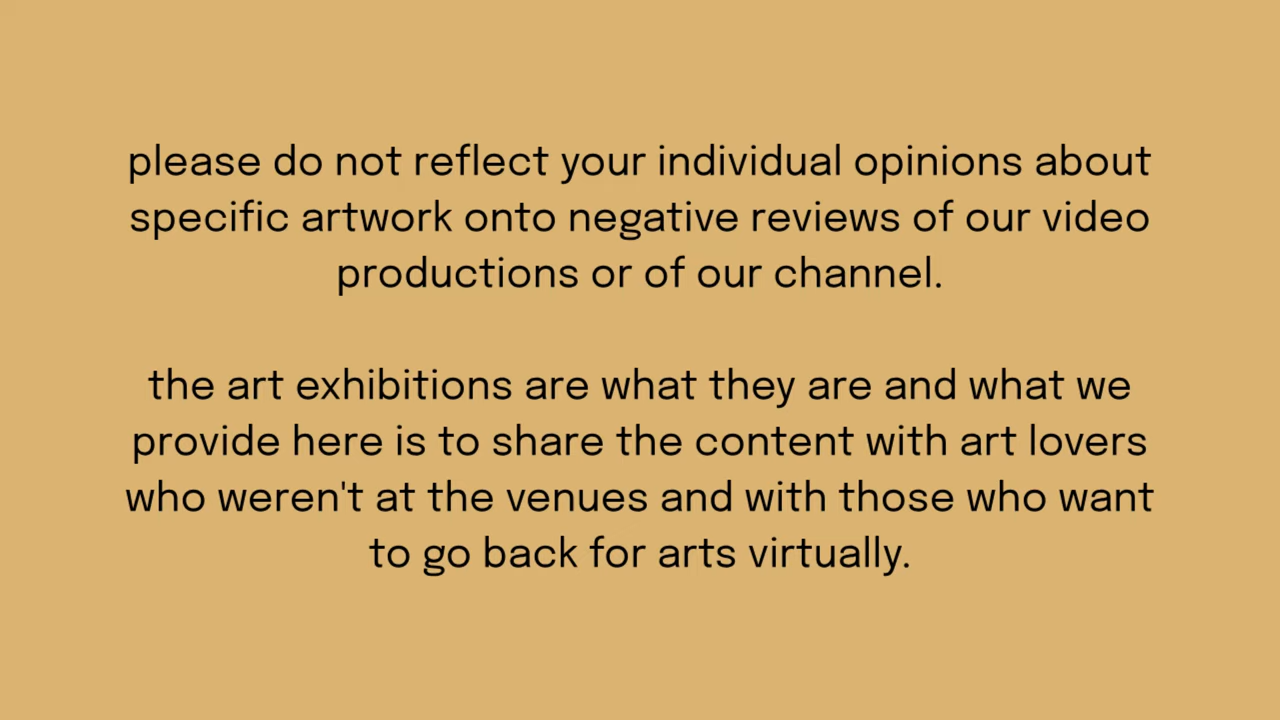 please do not reflect your individual opinions about
specific artwork onto negative reviews of our video
productions or of our channel.
the art exhibitions are what they are and what we
provide here is to share the content with art lovers
who weren't at the venues and with those who want
to go back for arts virtually.